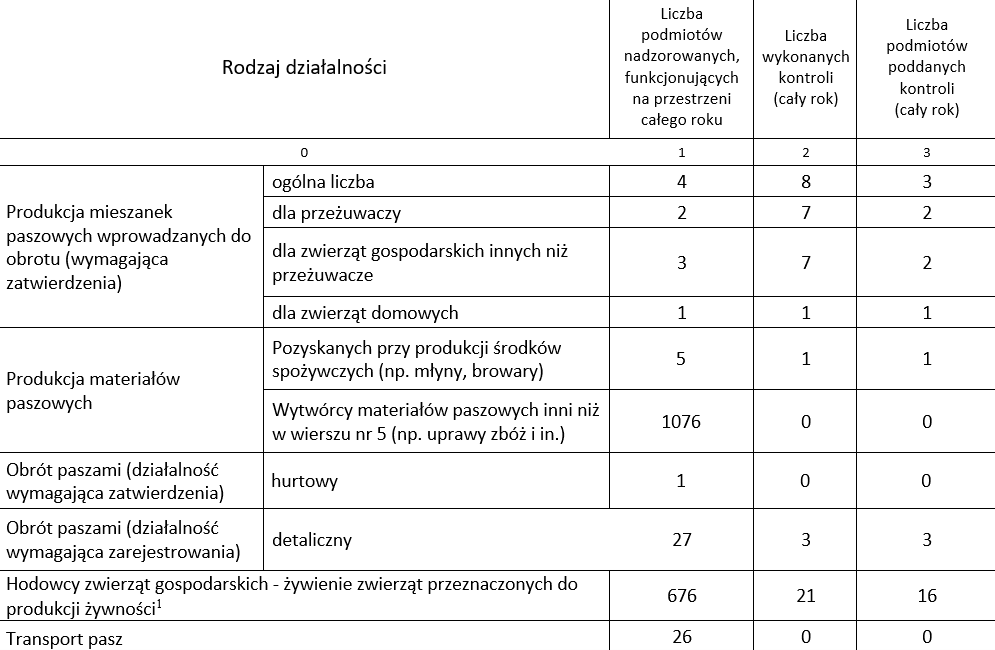 Rodzaj działalności
Liczba
podmiotów
nadzorowanych,
funkcjonujących
na przestrzeni
całego roku
Liczba
wykonanych
kontroli
(cały rok)
Liczba
podmiotów
poddanych
kontroli
(cały rok)
0 1 2 3
Produkcja mieszanek
paszowych wprowadzanych do
obrotu (wymagająca
zatwierdzenia)
ogólna liczba 4 8 3
dla przeżuwaczy 2 7 2
dla zwierząt gospodarskich innych niż
przeżuwacze
3 7 2
dla zwierząt domowych 1 1 1
Produkcja materiałów
paszowych
Pozyskanych przy produkcji środków
spożywczych (np. młyny, browary)
5 1 1
Wytwórcy materiałów paszowych inni niż
w wierszu nr 5 (np. uprawy zbóż i in.)
1076 0 0
Obrót paszami (działalność
wymagająca zatwierdzenia)
hurtowy 1 0 0
Obrót paszami (działalność
wymagająca zarejestrowania)
detaliczny 27 3 3
Hodowcy zwierząt gospodarskich - żywienie zwierząt przeznaczonych do
produkcji żywności¹
676 21 16
Transport pasz 26 0 0